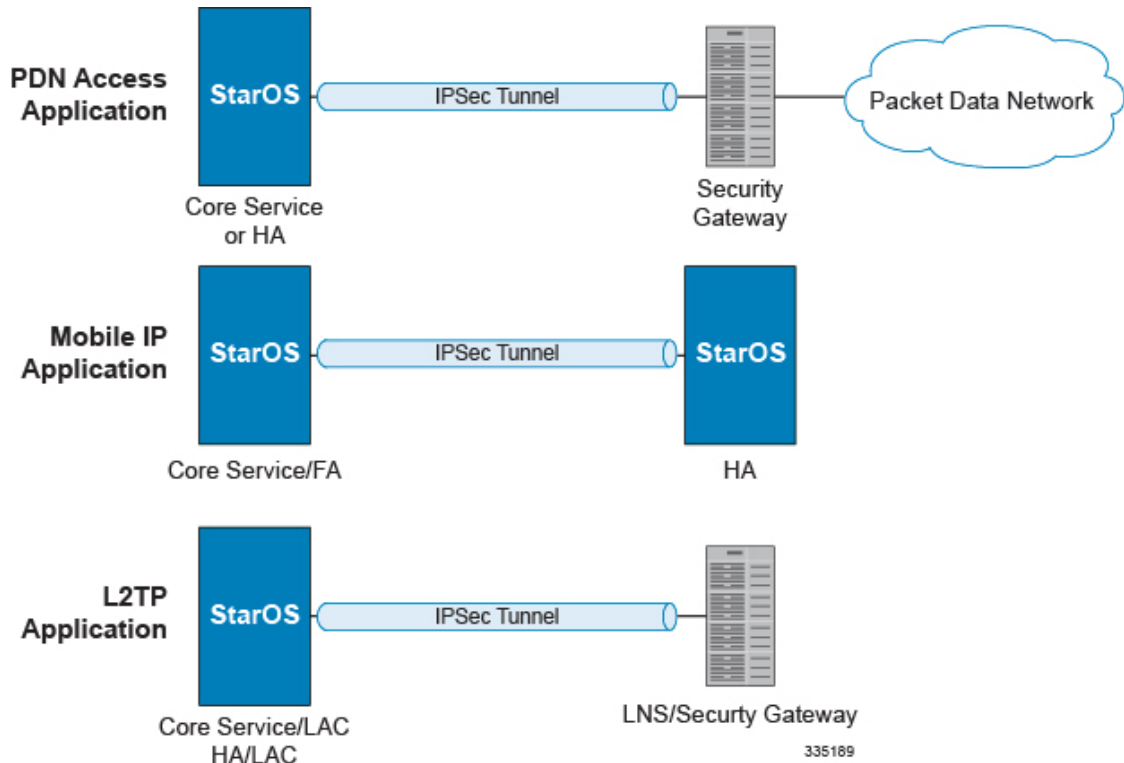 PDN Access
Application
StarOS
IPSec Tunnel
Packet Data Network
Core Service
or HA
Security
Gateway
Mobile IP
Application
StarOS
IPSec Tunnel
StarOS
Core Service/FA
HA
L2TP
Application
StarOS
IPSec Tunnel
Core Service/LAC
HA/LAC
LNS/Securty Gateway
335189